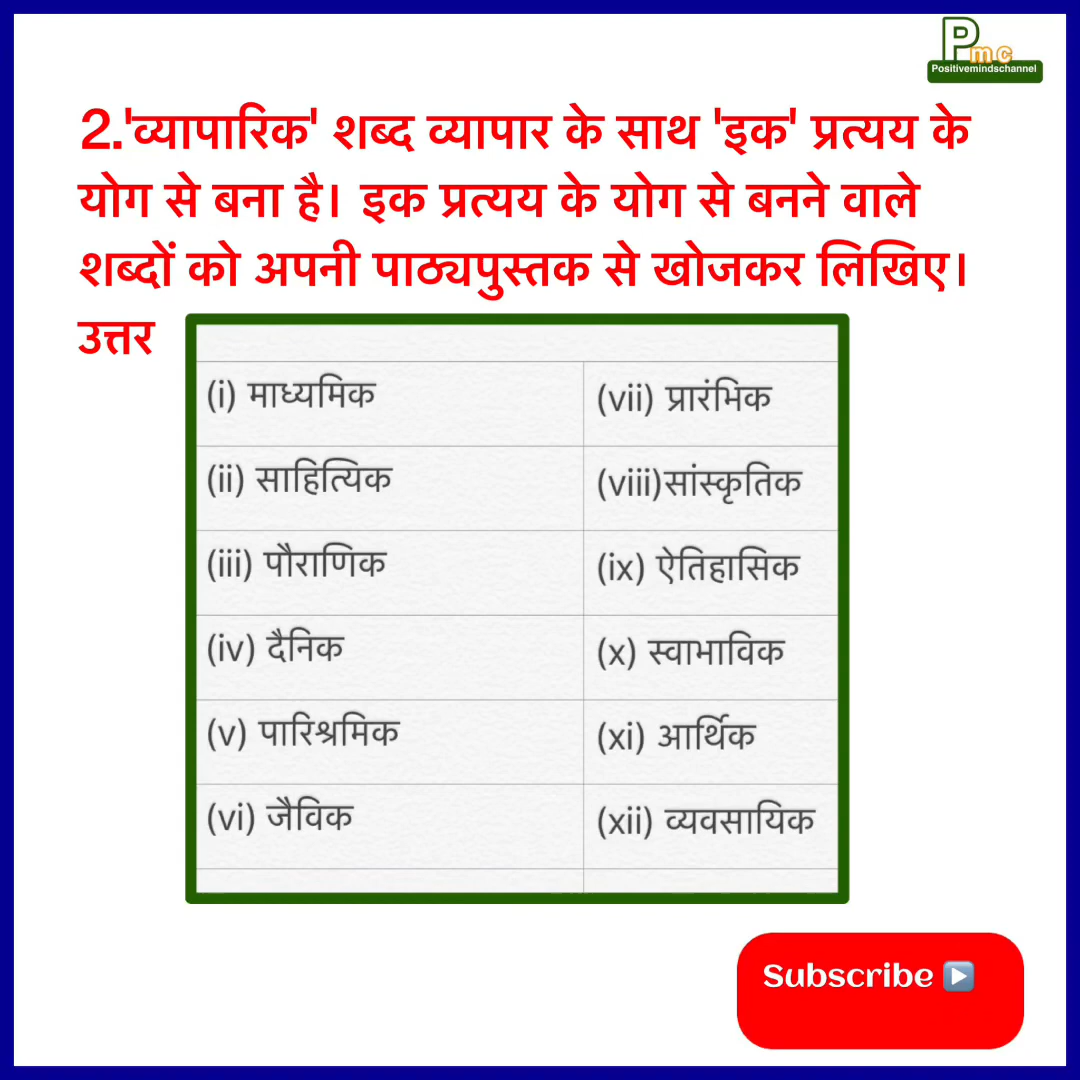 Pmc
Positivemindschannel
2.'व्यापारिक' शब्द व्यापार के साथ 'इक' प्रत्यय के
योग से बना है। इक प्रत्यय के योग से बनने वाले
शब्दों को अपनी पाठ्यपुस्तक से खोजकर लिखिए।
उत्तर
(i) माध्यमिक
(vii) प्रारंभिक
(ii) साहित्यिक
(viii)सांस्कृतिक
(iii) पौराणिक
(ix) ऐतिहासिक
(iv) दैनिक
(x) स्वाभाविक
(v) पारिश्रमिक
(xi) आर्थिक
(vi) जैविक
(xii) व्यवसायिक
Subscribe